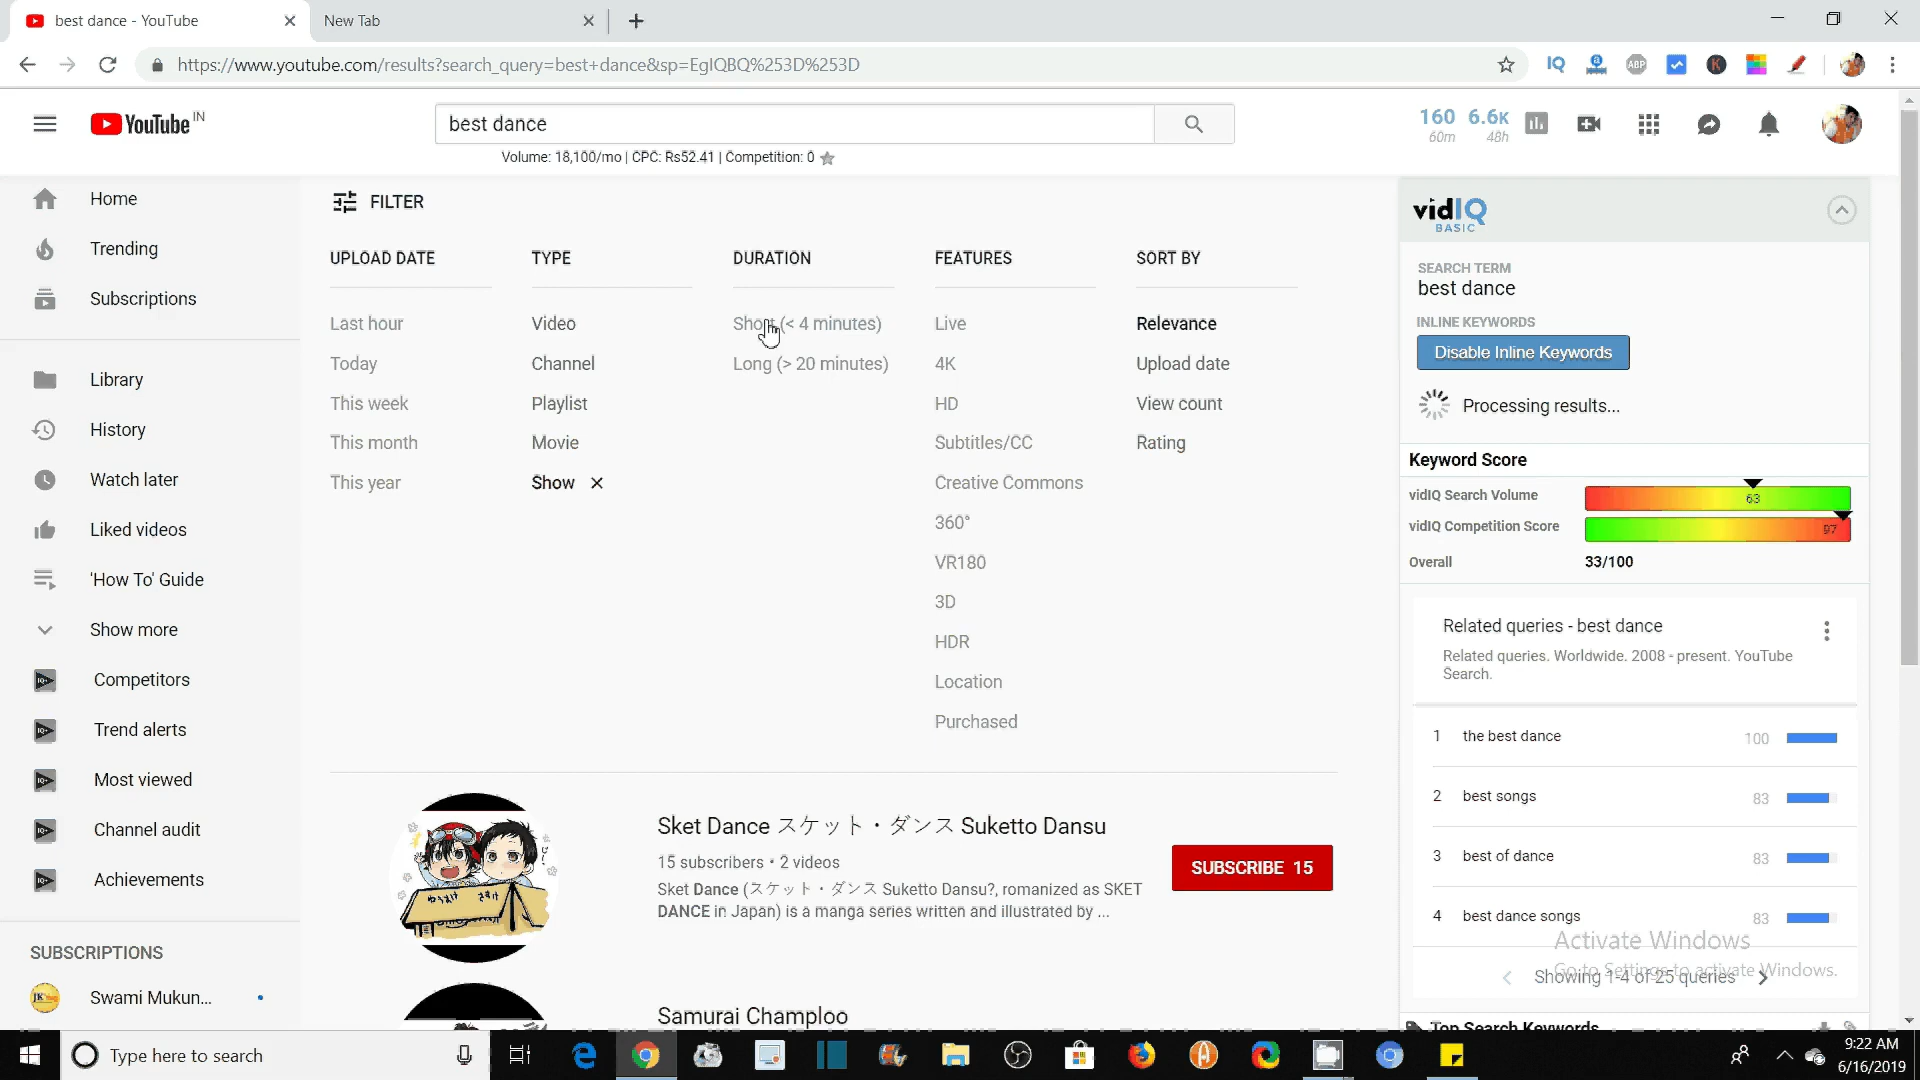 best dance - YouTube
New Tab
https://www.youtube.com/results?search_query=best+dance&sp=EgIQBQ%253D%253D
IQ
ABP
K
YouTube IN
best dance
Volume: 18,100/mo | CPC: Rs52.41 | Competition: 0
160 6.6K
60m 48h
Home
Trending
Subscriptions
Library
History
Watch later
Liked videos
'How To' Guide
Show more
Competitors
Trend alerts
Most viewed
Channel audit
Achievements
SUBSCRIPTIONS
Swami Mukun...
FILTER
UPLOAD DATE
Last hour
Today
This week
This month
This year
TYPE
Video
Channel
Playlist
Movie
Show
DURATION
Short (< 4 minutes)
Long (> 20 minutes)
FEATURES
Live
4K
HD
Subtitles/CC
Creative Commons
360°
VR180
3D
HDR
Location
Purchased
SORT BY
Relevance
Upload date
View count
Rating
Sket Dance スケット・ダンス Suketto Dansu
15 subscribers • 2 videos
Sket Dance (スケット・ダンス Suketto Dansu?, romanized as SKET
DANCE in Japan) is a manga series written and illustrated by ...
SUBSCRIBE 15
Samurai Champloo
vidIQ
BASIC
SEARCH TERM
best dance
INLINE KEYWORDS
Disable Inline Keywords
Processing results...
Keyword Score
vidIQ Search Volume
63
vidIQ Competition Score
97
Overall 33/100
Related queries - best dance
Related queries. Worldwide. 2008 - present. YouTube
Search.
1 the best dance 100
2 best songs 83
3 best of dance 83
4 best dance songs 83
Activate Windows
Go to Settings to activate Windows.
Showing 1-4 of 25 queries
Top Search Keywords
Type here to search
9:22 AM
6/16/2019